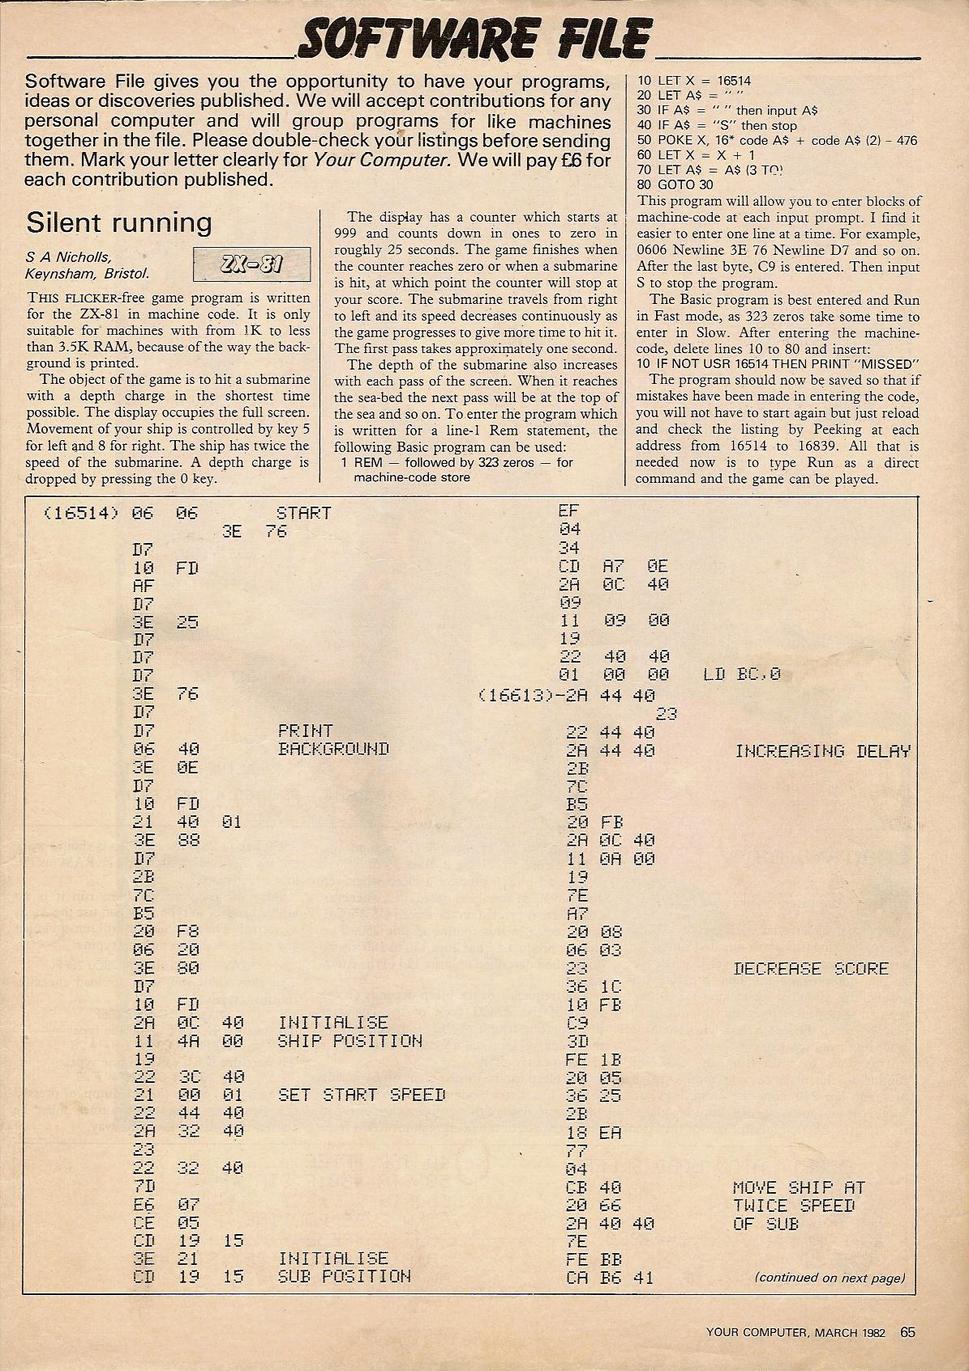 SOFTWARE FILE
Software File gives you the opportunity to have your programs,
ideas or discoveries published. We will accept contributions for any
personal computer and will group programs for like machines
together in the file. Please double-check your listings before sending
them. Mark your letter clearly for Your Computer. We will pay £6 for
each contribution published.
Silent running
S A Nicholls,
Keynsham, Bristol.
ZX-81
THIS FLICKER-free game program is written
for the ZX-81 in machine code. It is only
suitable for machines with from 1K to less
than 3.5K RAM, because of the way the back-
ground is printed.
The object of the game is to hit a submarine
with a depth charge in the shortest time
possible. The display occupies the full screen.
Movement of your ship is controlled by key 5
for left and 8 for right. The ship has twice the
speed of the submarine. A depth charge is
dropped by pressing the 0 key.
The display has a counter which starts at
999 and counts down in ones to zero in
roughly 25 seconds. The game finishes when
the counter reaches zero or when a submarine
is hit, at which point the counter will stop at
your score. The submarine travels from right
to left and its speed decreases continuously as
the game progresses to give more time to hit it.
The first pass takes approximately one second.
The depth of the submarine also increases
with each pass of the screen. When it reaches
the sea-bed the next pass will be at the top of
the sea and so on. To enter the program which
is written for a line-1 Rem statement, the
following Basic program can be used:
1 REM — followed by 323 zeros — for
machine-code store
10 LET X = 16514
20 LET A$ = " "
30 IF A$ = " " then input A$
40 IF A$ = "S" then stop
50 POKE X, 16* code A$ + code A$ (2) – 476
60 LET X = X + 1
70 LET A$ = A$ (3 TO)
80 GOTO 30
This program will allow you to enter blocks of
machine-code at each input prompt. I find it
easier to enter one line at a time. For example,
0606 Newline 3E 76 Newline D7 and so on.
After the last byte, C9 is entered. Then input
S to stop the program.
The Basic program is best entered and Run
in Fast mode, as 323 zeros take some time to
enter in Slow. After entering the machine-
code, delete lines 10 to 80 and insert:
10 IF NOT USR 16514 THEN PRINT "MISSED"
The program should now be saved so that if
mistakes have been made in entering the code,
you will not have to start again but just reload
and check the listing by Peeking at each
address from 16514 to 16839. All that is
needed now is to type Run as a direct
command and the game can be played.
(16514) 06 06 START
3E 76
D7
10 FD
AF
D7
3E 25
D7
D7
D7
3E 76
D7
D7 PRINT
06 40 BACKGROUND
3E 0E
D7
10 FD
21 40 01
3E 88
D7
2B
7C
B5
20 F8
06 20
3E 80
D7
10 FD
2A 0C 40 INITIALISE
11 4A 00 SHIP POSITION
19
22 3C 40
21 00 01 SET START SPEED
22 44 40
2A 32 40
23
22 32 40
7D
E6 07
CE 05
CD 19 15
3E 21 INITIALISE
CD 19 15 SUB POSITION
EF
04
34
CD A7 0E
2A 0C 40
09
11 09 00
19
22 40 40
01 00 00 LD BC,0
(16613)-2A 44 40
23
22 44 40
2A 44 40 INCREASING DELAY
2B
7C
B5
20 FB
2A 0C 40
11 0A 00
19
7E
A7
20 08
06 03
23 DECREASE SCORE
36 1C
10 FB
C9
3D
FE 1B
20 05
36 25
2B
18 EA
77
04
CB 40 MOVE SHIP AT
20 66 TWICE SPEED
2A 40 40 OF SUB
7E
FE BB
CA B6 41
(continued on next page)
YOUR COMPUTER, MARCH 1982 65